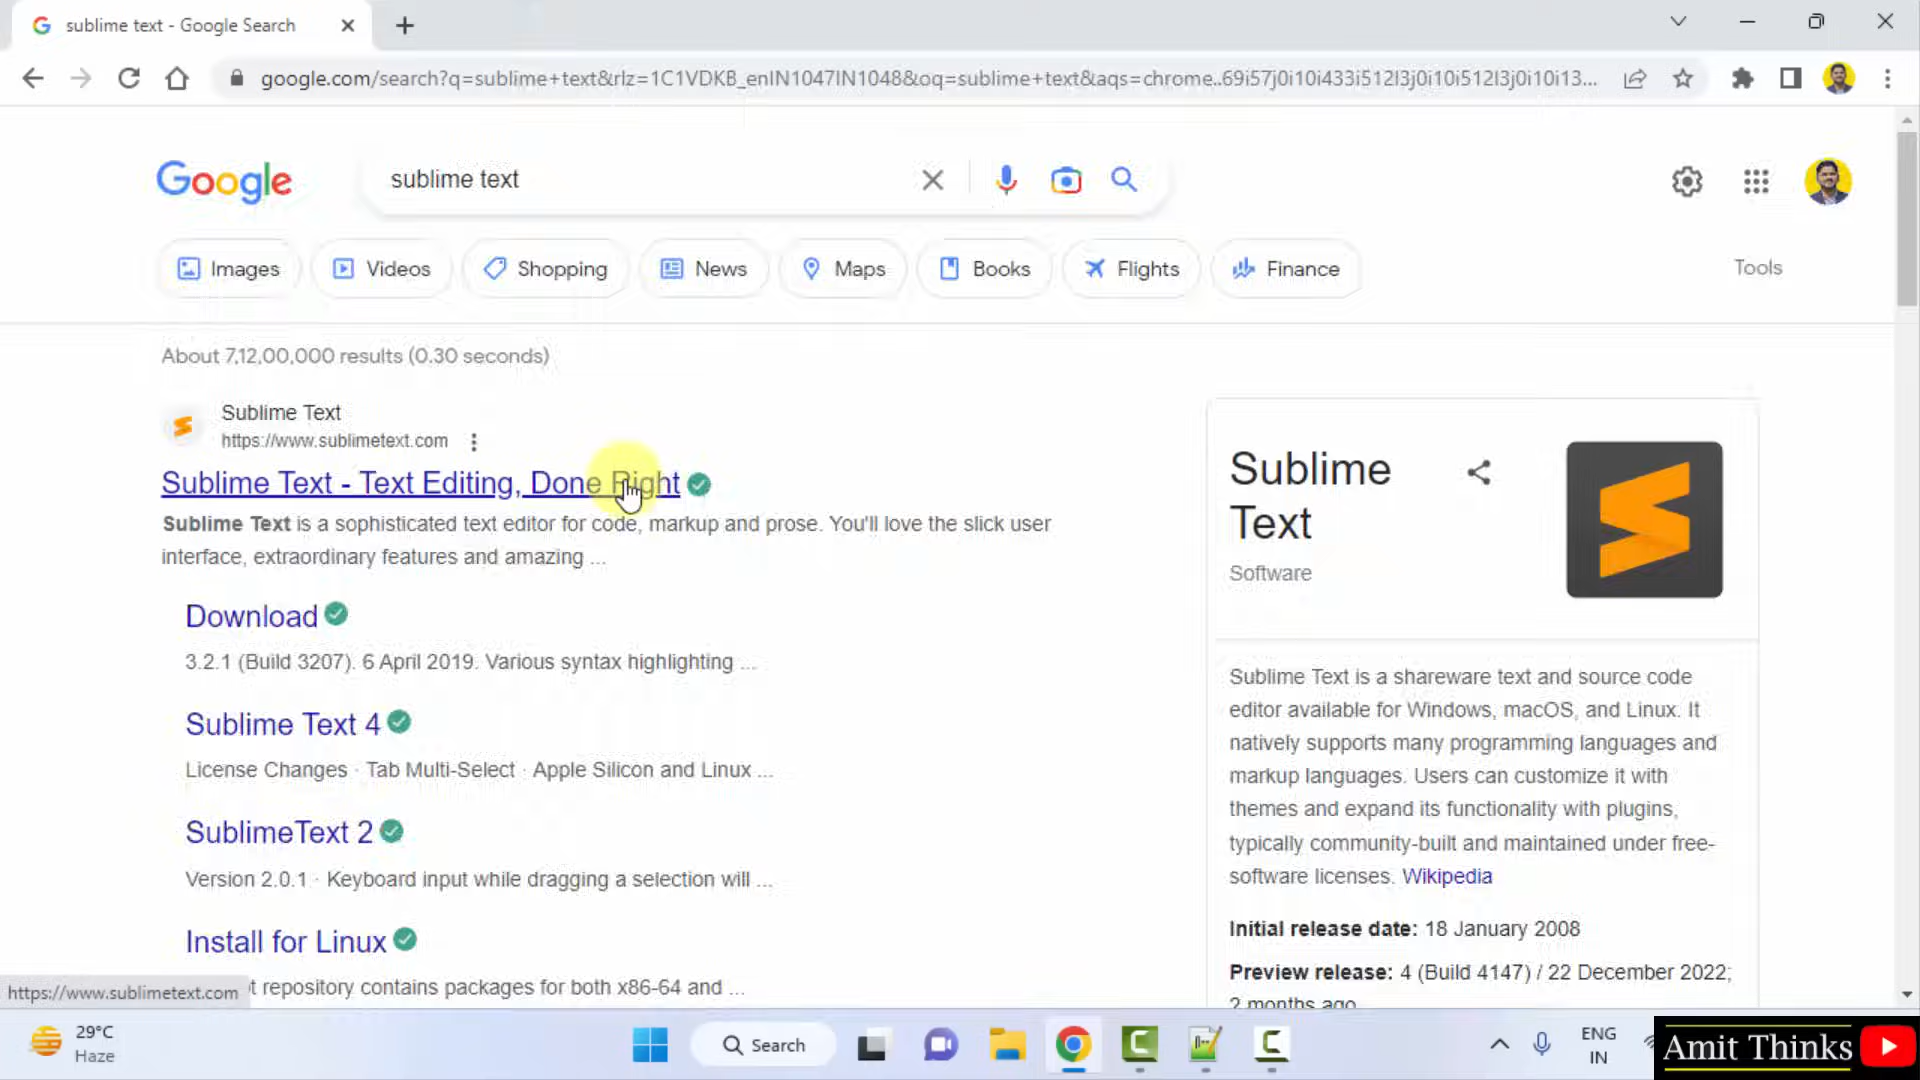 sublime text - Google Search
google.com/search?q=sublime+text&rlz=1C1VDKB_enIN1047IN1048&oq=sublime+text&aqs=chrome..69i57j0i10i433i512l3j0i10i512l3j0i10i13...
Google
sublime text
Images
Videos
Shopping
News
Maps
Books
Flights
Finance
Tools
About 7,12,00,000 results (0.30 seconds)
Sublime Text
https://www.sublimetext.com
Sublime Text - Text Editing, Done Right
Sublime Text is a sophisticated text editor for code, markup and prose. You'll love the slick user
interface, extraordinary features and amazing ...
Download
3.2.1 (Build 3207). 6 April 2019. Various syntax highlighting ...
Sublime Text 4
License Changes · Tab Multi-Select · Apple Silicon and Linux ...
SublimeText 2
Version 2.0.1 · Keyboard input while dragging a selection will ...
Install for Linux
t repository contains packages for both x86-64 and ...
https://www.sublimetext.com
Sublime
Text
Software
Sublime Text is a shareware text and source code
editor available for Windows, macOS, and Linux. It
natively supports many programming languages and
markup languages. Users can customize it with
themes and expand its functionality with plugins,
typically community-built and maintained under free-
software licenses. Wikipedia
Initial release date: 18 January 2008
Preview release: 4 (Build 4147) / 22 December 2022;
2 months ago
29°C
Haze
Search
ENG
IN
Amit Thinks